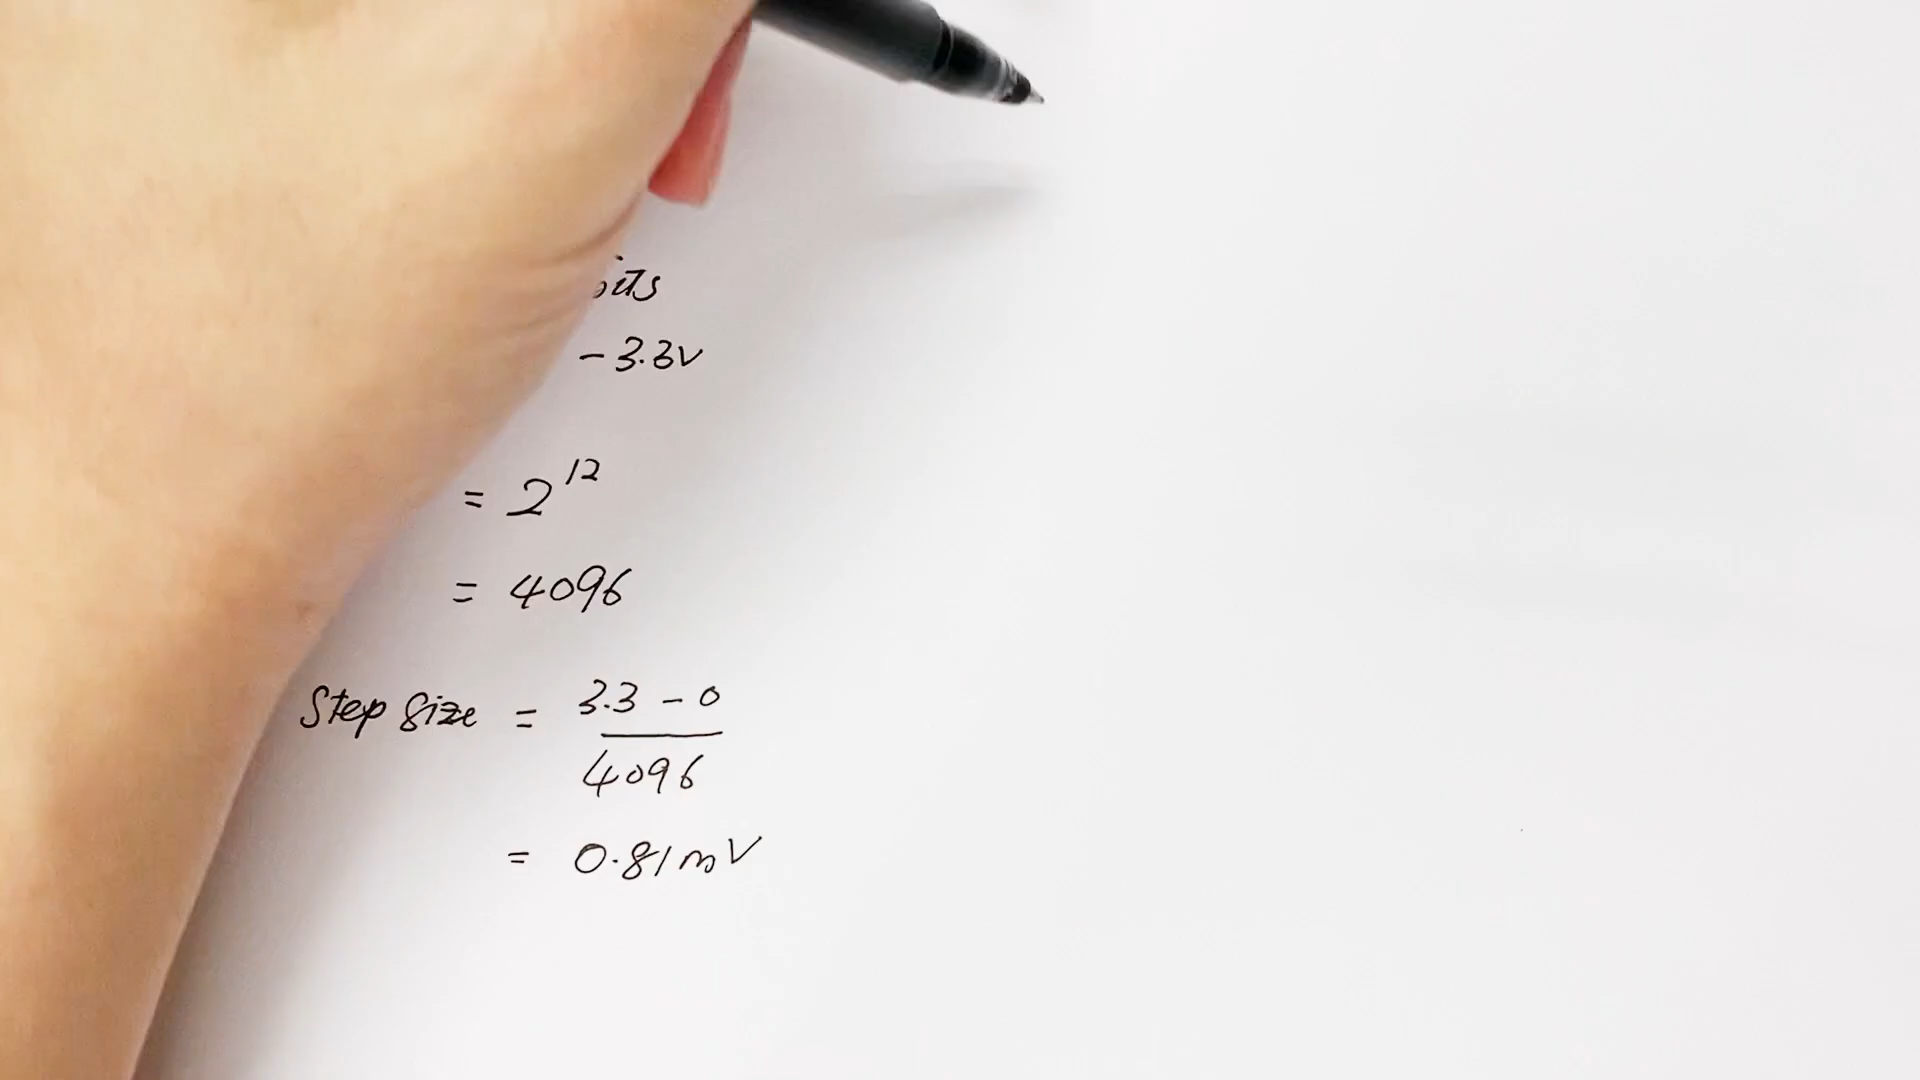 - 3.3V
= 2^12
= 4096
Step Size = 3.3 - 0
4096
= 0.81mV